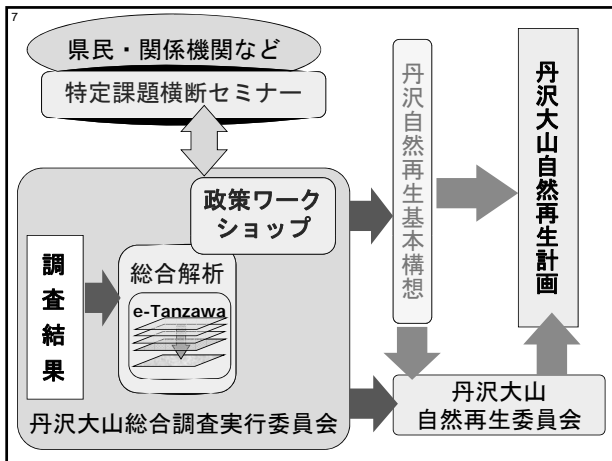 7
県民・関係機関など
特定課題横断セミナー
政策ワーク
ショップ
調査結果
総合解析
e-Tanzawa
丹沢大山総合調査実行委員会
丹沢自然再生基本構想
丹沢大山自然再生計画
丹沢大山
自然再生委員会